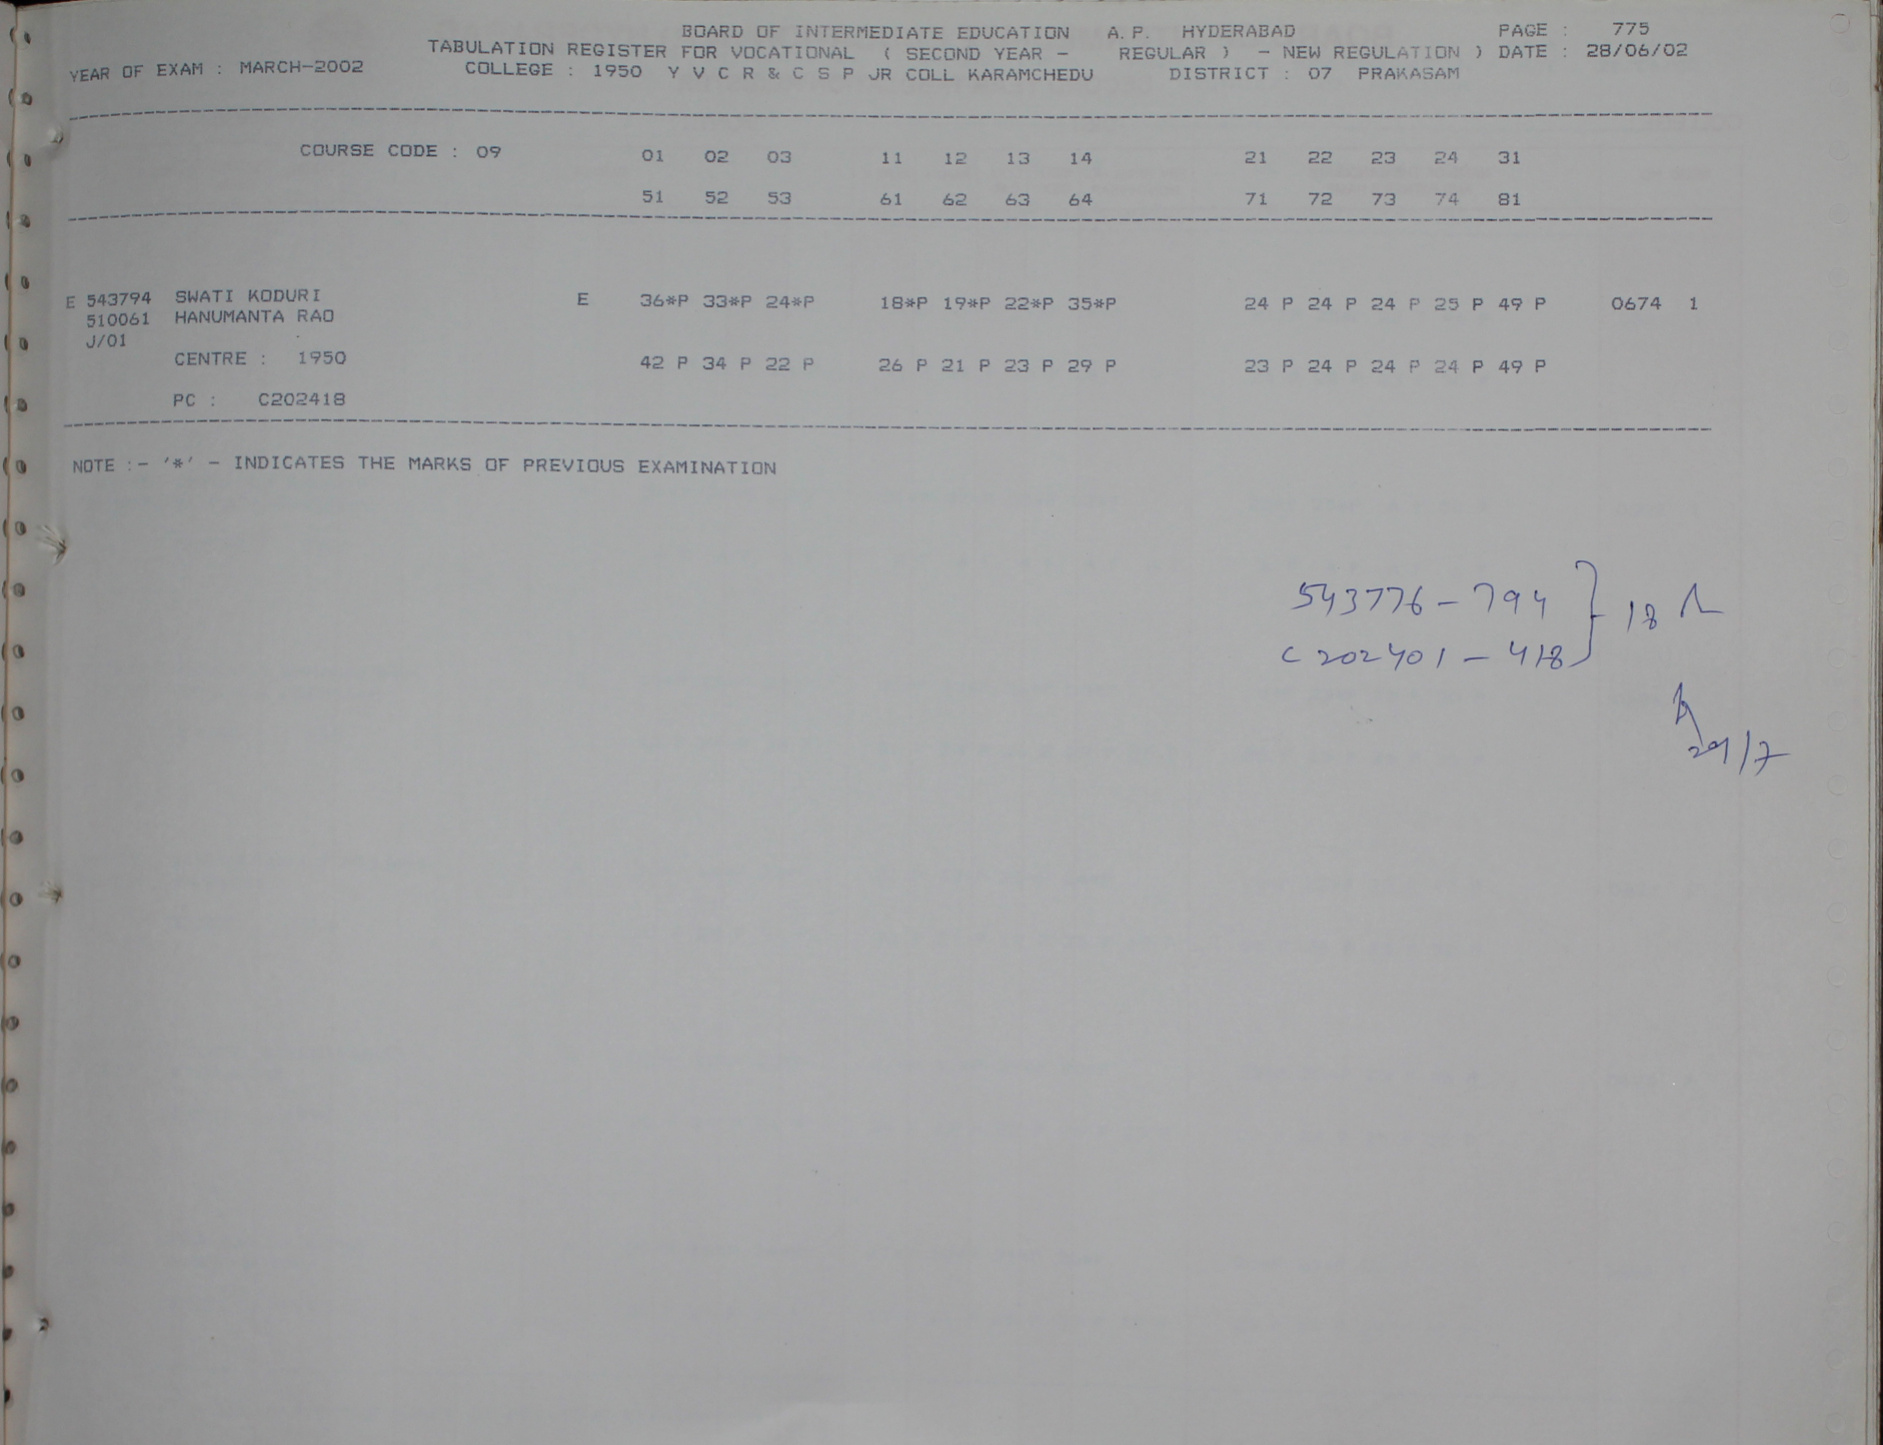 BOARD OF INTERMEDIATE EDUCATION A.P. HYDERABAD PAGE : 775
TABULATION REGISTER FOR VOCATIONAL ( SECOND YEAR - REGULAR ) - NEW REGULATION ) DATE : 28/06/02
YEAR OF EXAM : MARCH-2002 COLLEGE : 1950 Y V C R & C S P JR COLL KARAMCHEDU DISTRICT : 07 PRAKASAM
COURSE CODE : 09 01 02 03 11 12 13 14 21 22 23 24 31
51 52 53 61 62 63 64 71 72 73 74 81
E 543794 SWATI KODURI E 36*P 33*P 24*P 18*P 19*P 22*P 35*P 24 P 24 P 24 P 25 P 49 P 0674 1
510061 HANUMANTA RAO
J/01
CENTRE : 1950 42 P 34 P 22 P 26 P 21 P 23 P 29 P 23 P 24 P 24 P 24 P 49 P
PC : C202418
NOTE :- '*' - INDICATES THE MARKS OF PREVIOUS EXAMINATION
543776 - 794 } 18
C 202401 - 418
29/7